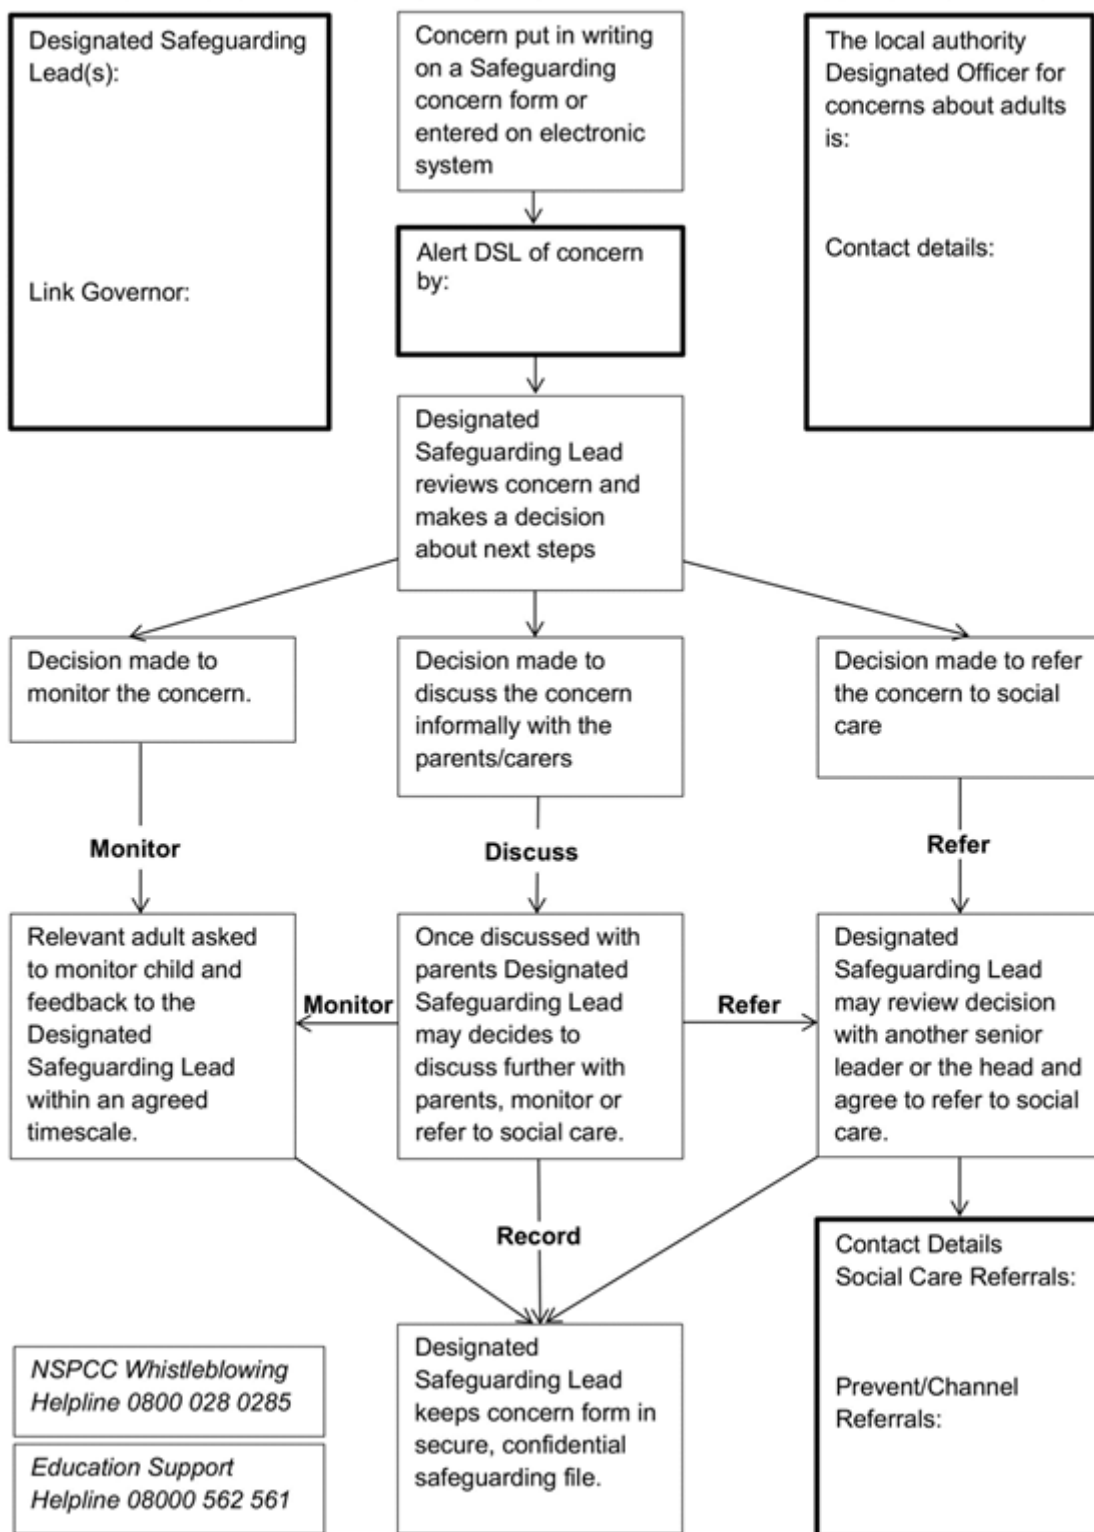 Designated Safeguarding
Lead(s):
Link Governor:
Concern put in writing
on a Safeguarding
concern form or
entered on electronic
system
The local authority
Designated Officer for
concerns about adults
is:
Contact details:
Alert DSL of concern
by:
Designated
Safeguarding Lead
reviews concern and
makes a decision
about next steps
Decision made to
monitor the concern.
Decision made to
discuss the concern
informally with the
parents/carers
Decision made to refer
the concern to social
care
Monitor
Discuss
Refer
Relevant adult asked
to monitor child and
feedback to the
Designated
Safeguarding Lead
within an agreed
timescale.
Monitor
Once discussed with
parents Designated
Safeguarding Lead
may decides to
discuss further with
parents, monitor or
refer to social care.
Refer
Designated
Safeguarding Lead
may review decision
with another senior
leader or the head and
agree to refer to social
care.
Record
Contact Details
Social Care Referrals:
Prevent/Channel
Referrals:
NSPCC Whistleblowing
Helpline 0800 028 0285
Education Support
Helpline 08000 562 561
Designated
Safeguarding Lead
keeps concern form in
secure, confidential
safeguarding file.